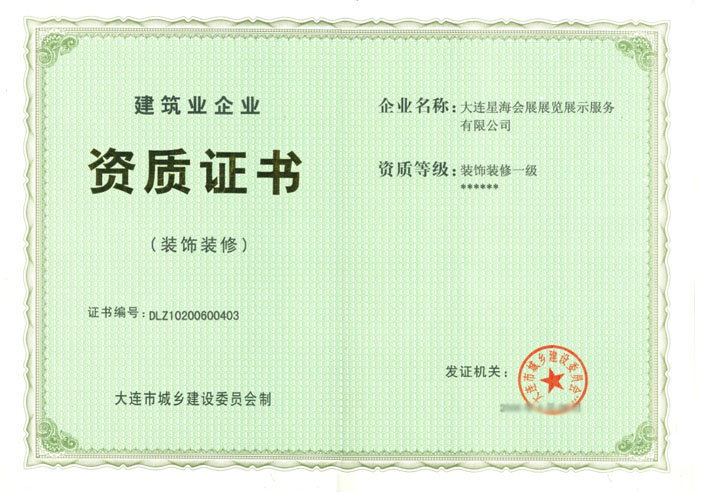 建筑业企业
资质证书
（装饰装修）
证书编号：DLZ10200600403
大连市城乡建设委员会制
企业名称：大连星海会展展览展示服务
有限公司
资质等级：装饰装修一级
******
发证机关：
大连市城乡建设委员会